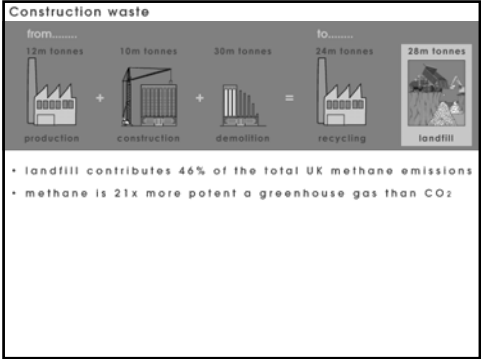 Construction waste
from........ to........
12m tonnes 10m tonnes 30m tonnes 24m tonnes 28m tonnes
+ + =
production construction demolition recycling landfill
• landfill contributes 46% of the total UK methane emissions
• methane is 21x more potent a greenhouse gas than CO2